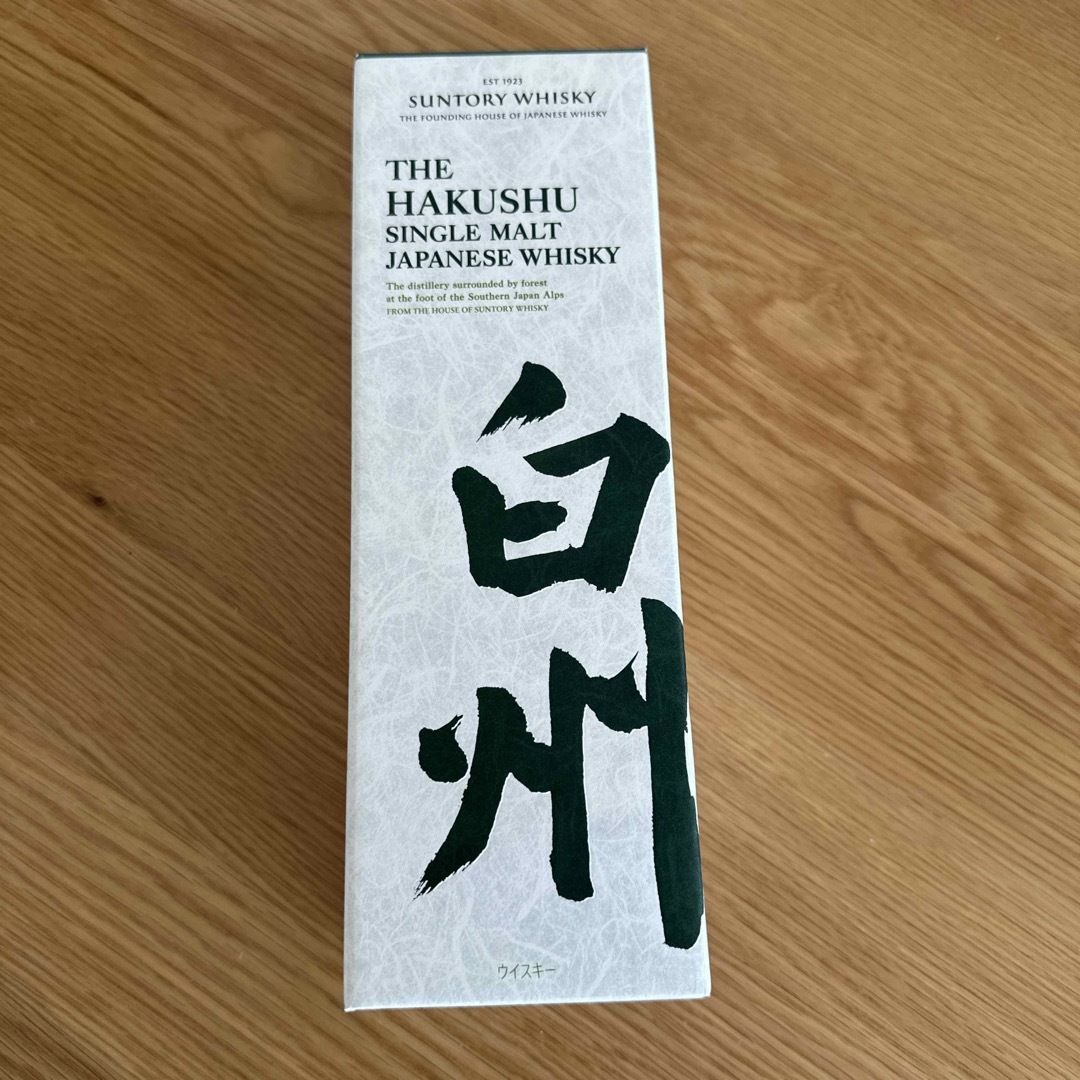 EST 1923
SUNTORY WHISKY
THE FOUNDING HOUSE OF JAPANESE WHISKY
THE
HAKUSHU
SINGLE MALT
JAPANESE WHISKY
The distillery surrounded by forest
at the foot of the Southern Japan Alps
FROM THE HOUSE OF SUNTORY WHISKY
白州
ウイスキー